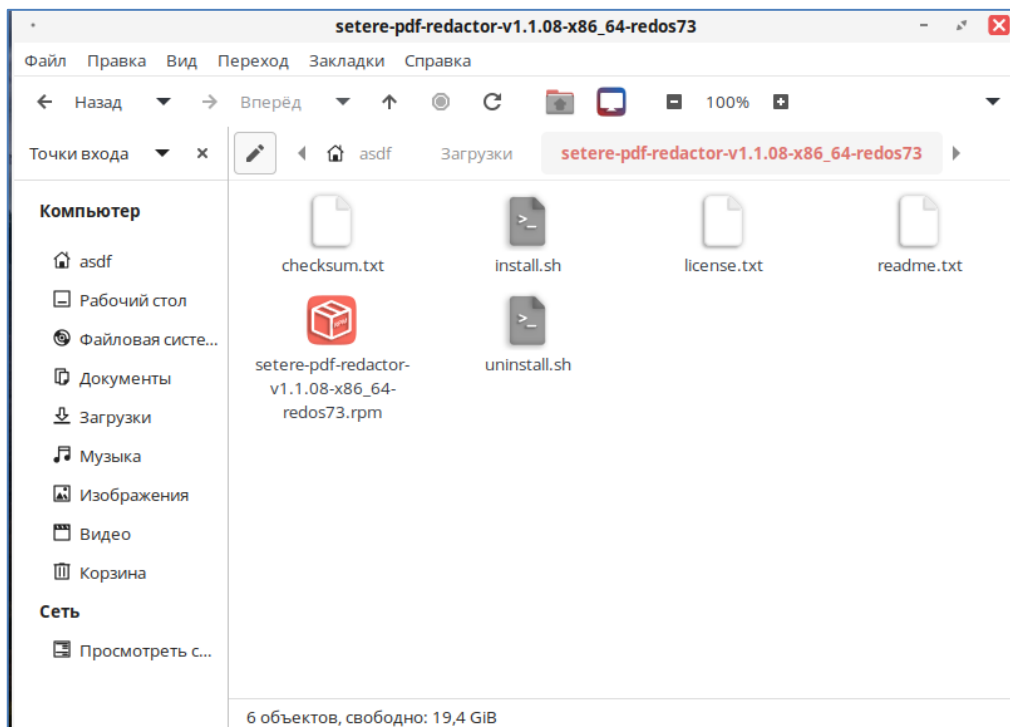 setere-pdf-redactor-v1.1.08-x86_64-redos73
Файл Правка Вид Переход Закладки Справка
Назад Вперёд 100%
Точки входа asdf Загрузки setere-pdf-redactor-v1.1.08-x86_64-redos73
Компьютер
asdf
Рабочий стол
Файловая систе...
Документы
Загрузки
Музыка
Изображения
Видео
Корзина
Сеть
Просмотреть с...
checksum.txt install.sh license.txt readme.txt
setere-pdf-redactor-
v1.1.08-x86_64-
redos73.rpm
uninstall.sh
6 объектов, свободно: 19,4 GiB